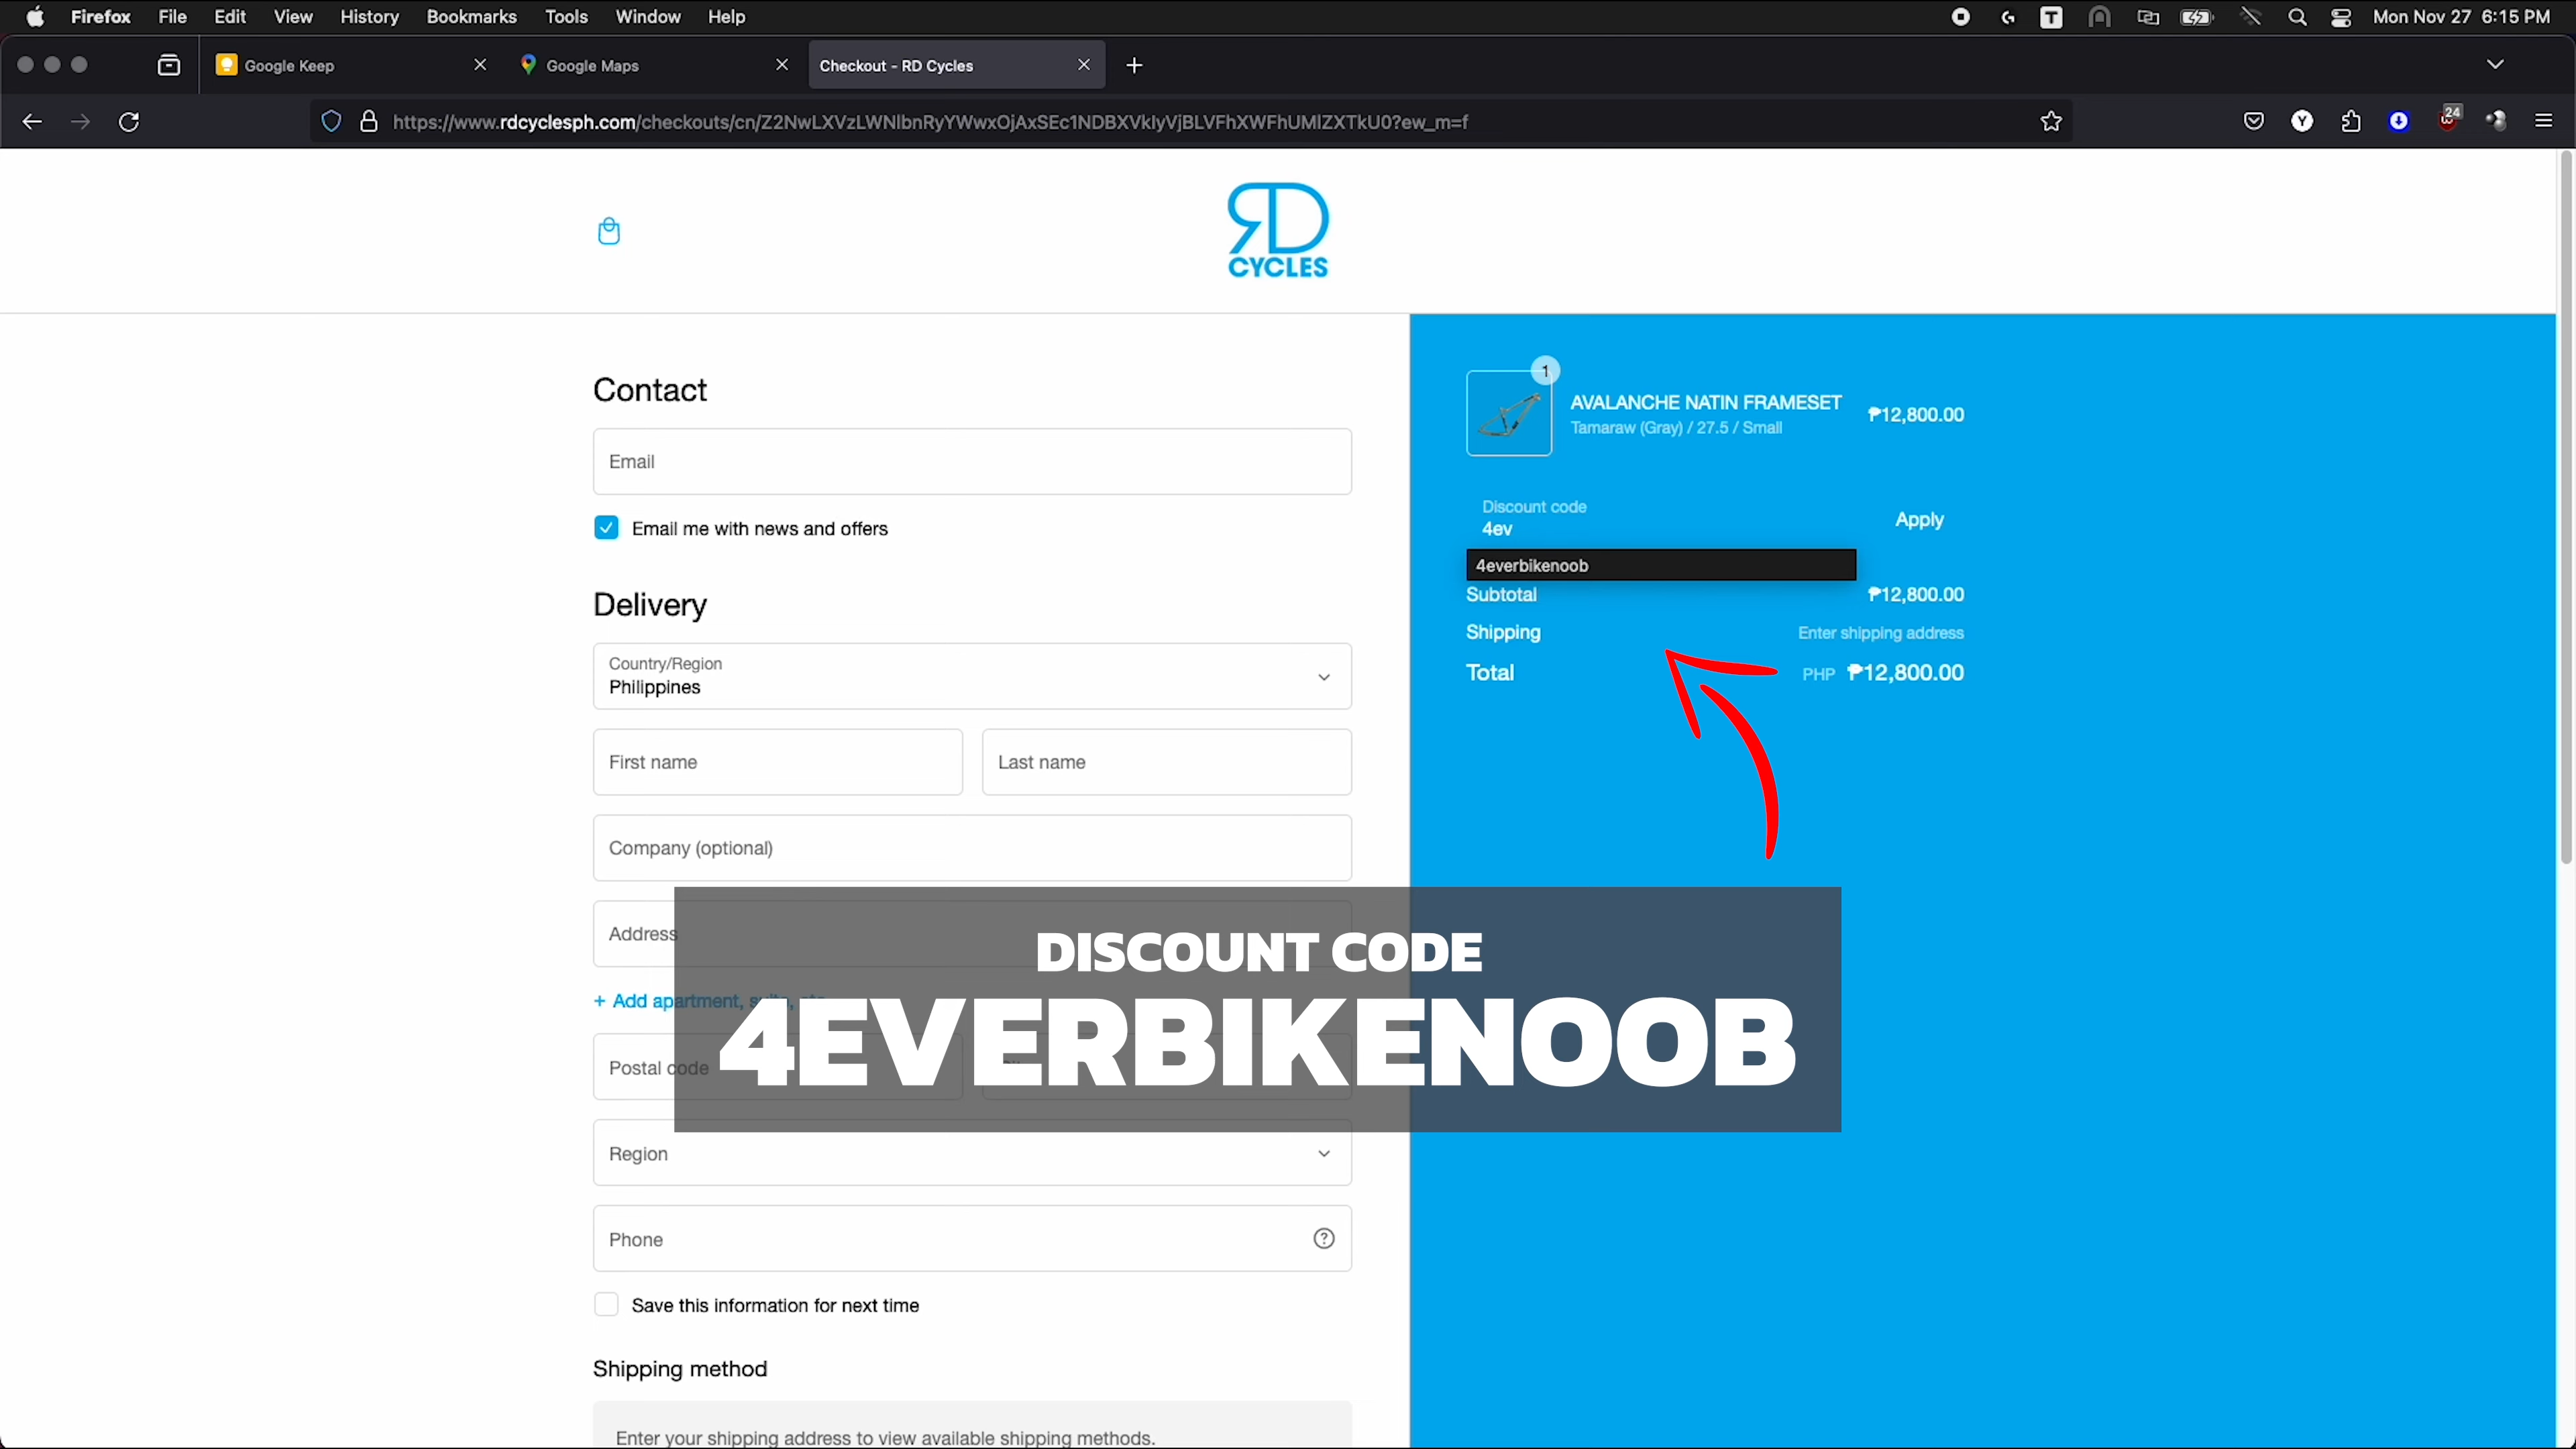 Firefox File Edit View History Bookmarks Tools Window Help
T
Mon Nov 27 6:15 PM
Google Keep
Google Maps
Checkout - RD Cycles
https://www.rdcyclesph.com/checkouts/cn/Z2NwLXVzLWNlbnRyYWwxOjAxSEc1NDBXVklyVjBLVFhXWFhUMlZXTkU0?ew_m=f
Y
24
RD
CYCLES
Contact
Email
Email me with news and offers
Delivery
Country/Region
Philippines
First name
Last name
Company (optional)
Address
+ Add apartment, suite, etc.
Postal code
Region
Phone
Save this information for next time
Shipping method
Enter your shipping address to view available shipping methods.
1
AVALANCHE NATIN FRAMESET
₱12,800.00
Tamaraw (Gray) / 27.5 / Small
Discount code
4ev
Apply
4everbikenoob
Subtotal
₱12,800.00
Shipping
Enter shipping address
Total
PHP ₱12,800.00
DISCOUNT CODE
4EVERBIKENOOB